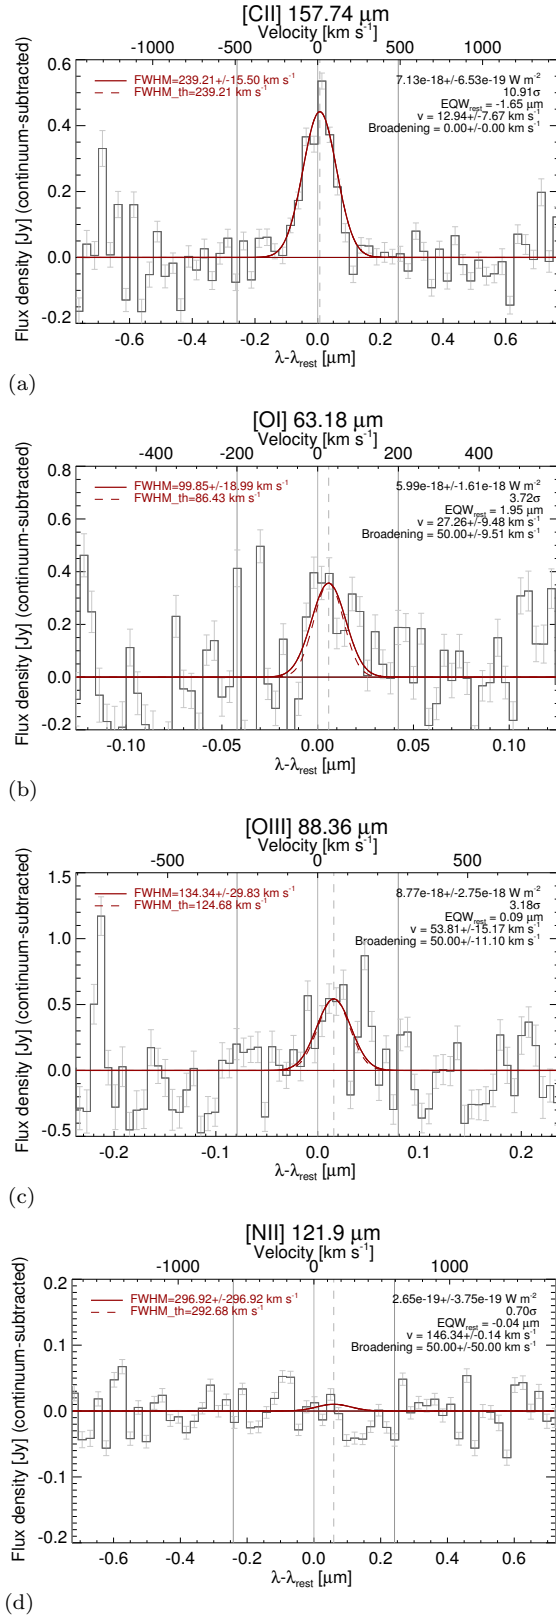 [CII] 157.74 μm
Velocity [km s⁻¹]
-1000 -500 0 500 1000
FWHM=239.21+/-15.50 km s⁻¹
FWHM_th=239.21 km s⁻¹
7.13e-18+/-6.53e-19 W m⁻²
10.91σ
EQW_rest = -1.65 μm
v = 12.94+/-7.67 km s⁻¹
Broadening = 0.00+/-0.00 km s⁻¹
Flux density [Jy] (continuum-subtracted)
0.6
0.4
0.2
0.0
-0.2
-0.6 -0.4 -0.2 0.0 0.2 0.4 0.6
λ-λ_rest [μm]
(a)
[OI] 63.18 μm
Velocity [km s⁻¹]
-400 -200 0 200 400
FWHM=99.85+/-18.99 km s⁻¹
FWHM_th=86.43 km s⁻¹
5.99e-18+/-1.61e-18 W m⁻²
3.72σ
EQW_rest = 1.95 μm
v = 27.26+/-9.48 km s⁻¹
Broadening = 50.00+/-9.51 km s⁻¹
Flux density [Jy] (continuum-subtracted)
0.8
0.6
0.4
0.2
0.0
-0.2
-0.10 -0.05 0.00 0.05 0.10
λ-λ_rest [μm]
(b)
[OIII] 88.36 μm
Velocity [km s⁻¹]
-500 0 500
FWHM=134.34+/-29.83 km s⁻¹
FWHM_th=124.68 km s⁻¹
8.77e-18+/-2.75e-18 W m⁻²
3.18σ
EQW_rest = 0.09 μm
v = 53.81+/-15.17 km s⁻¹
Broadening = 50.00+/-11.10 km s⁻¹
Flux density [Jy] (continuum-subtracted)
1.5
1.0
0.5
0.0
-0.5
-0.2 -0.1 0.0 0.1 0.2
λ-λ_rest [μm]
(c)
[NII] 121.9 μm
Velocity [km s⁻¹]
-1000 -500 0 500 1000
FWHM=296.92+/-296.92 km s⁻¹
FWHM_th=292.68 km s⁻¹
2.65e-19+/-3.75e-19 W m⁻²
0.70σ
EQW_rest = -0.04 μm
v = 146.34+/-0.14 km s⁻¹
Broadening = 50.00+/-50.00 km s⁻¹
Flux density [Jy] (continuum-subtracted)
0.2
0.1
0.0
-0.1
-0.2
-0.6 -0.4 -0.2 0.0 0.2 0.4 0.6
λ-λ_rest [μm]
(d)